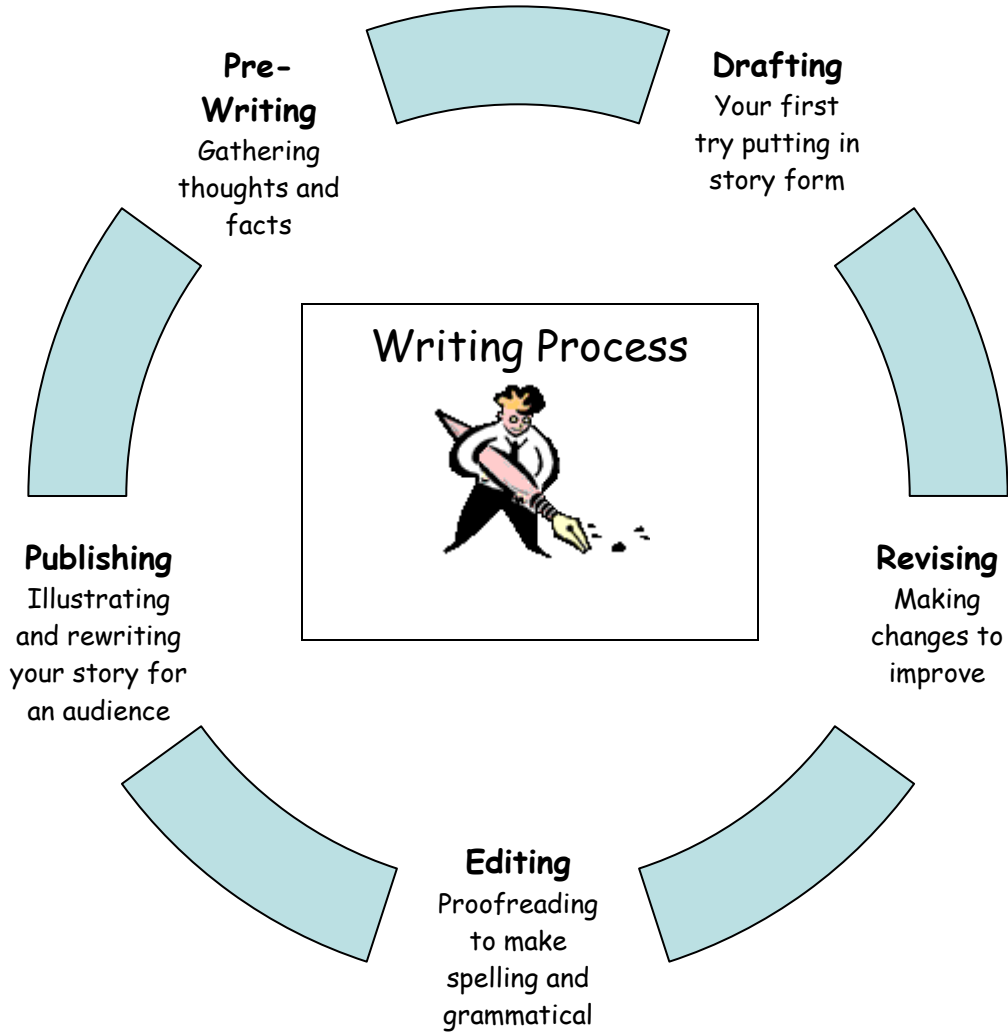 Pre-
Writing
Gathering
thoughts and
facts
Drafting
Your first
try putting in
story form
Writing Process
Revising
Making
changes to
improve
Editing
Proofreading
to make
spelling and
grammatical
Publishing
Illustrating
and rewriting
your story for
an audience